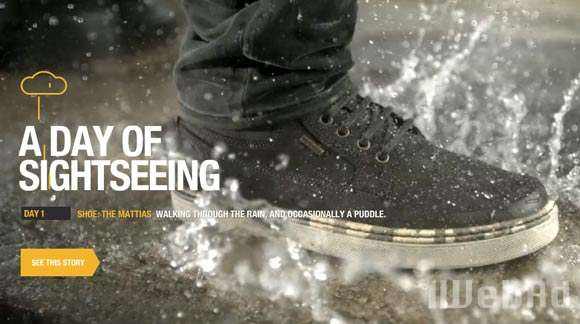 A DAY OF
SIGHTSEEING
DAY 1 SHOE: THE MATTIAS WALKING THROUGH THE RAIN, AND OCCASIONALLY A PUDDLE.
SEE THIS STORY
iWebAd